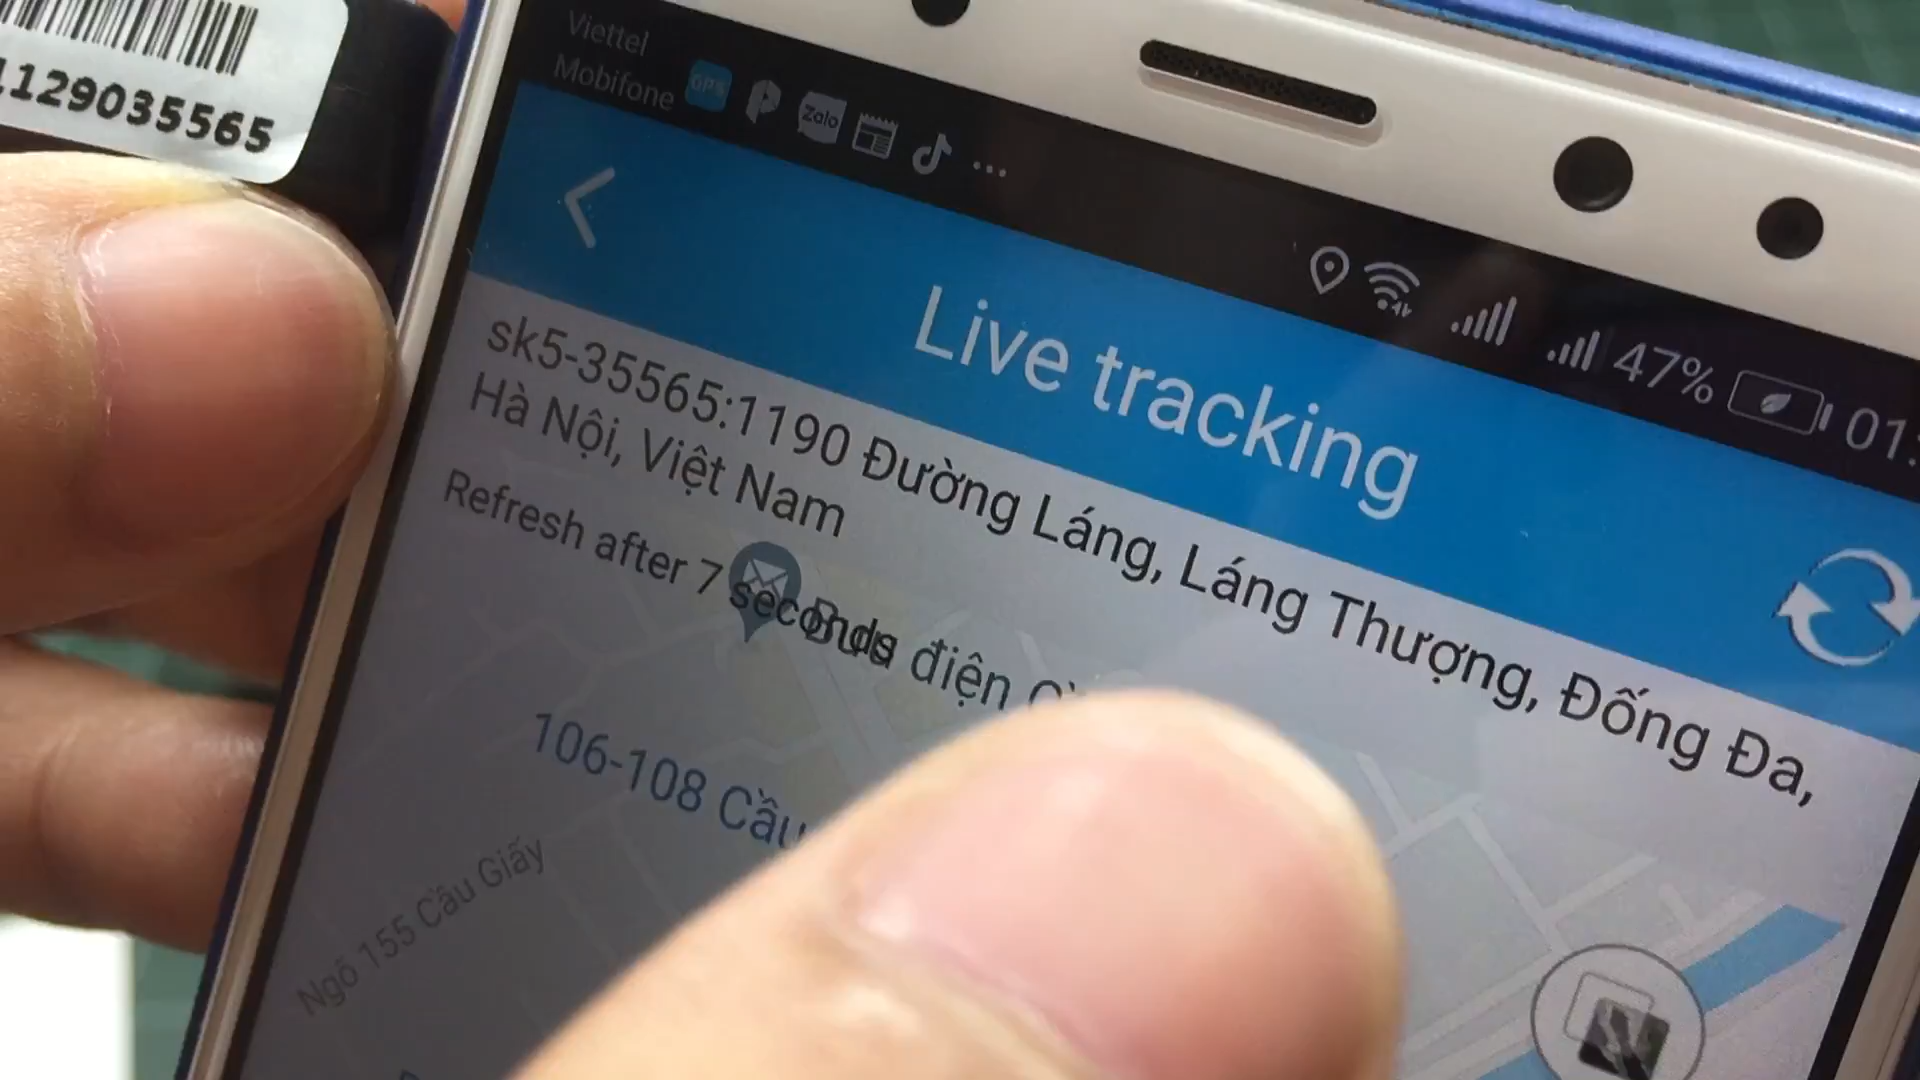 1129035565
Viettel
Mobifone
GPS
Zalo
47%
01:
Live tracking
sk5-35565:1190 Đường Láng, Láng Thượng, Đống Đa,
Hà Nội, Việt Nam
Refresh after 7 seconds
Bưu điện
106-108 Cầu
Ngõ 155 Cầu Giấy